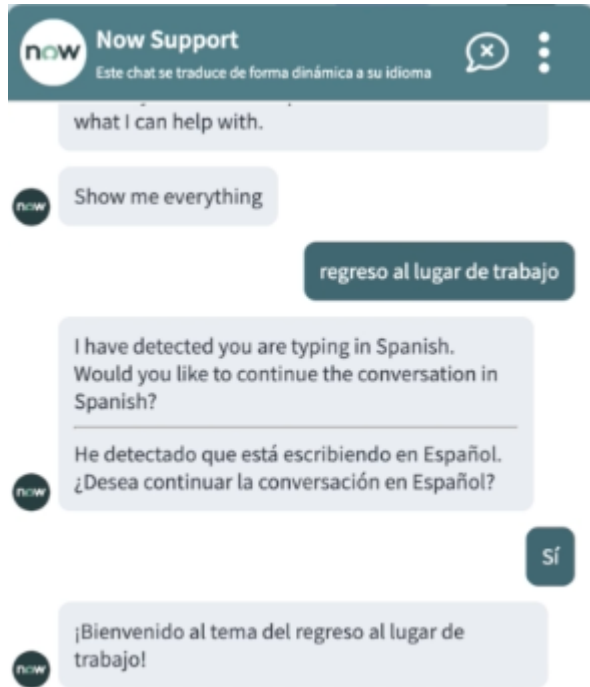 now
Now Support
Este chat se traduce de forma dinámica a su idioma
what I can help with.
now
Show me everything
regreso al lugar de trabajo
I have detected you are typing in Spanish.
Would you like to continue the conversation in
Spanish?
He detectado que está escribiendo en Español.
¿Desea continuar la conversación en Español?
now
Sí
¡Bienvenido al tema del regreso al lugar de
trabajo!
now